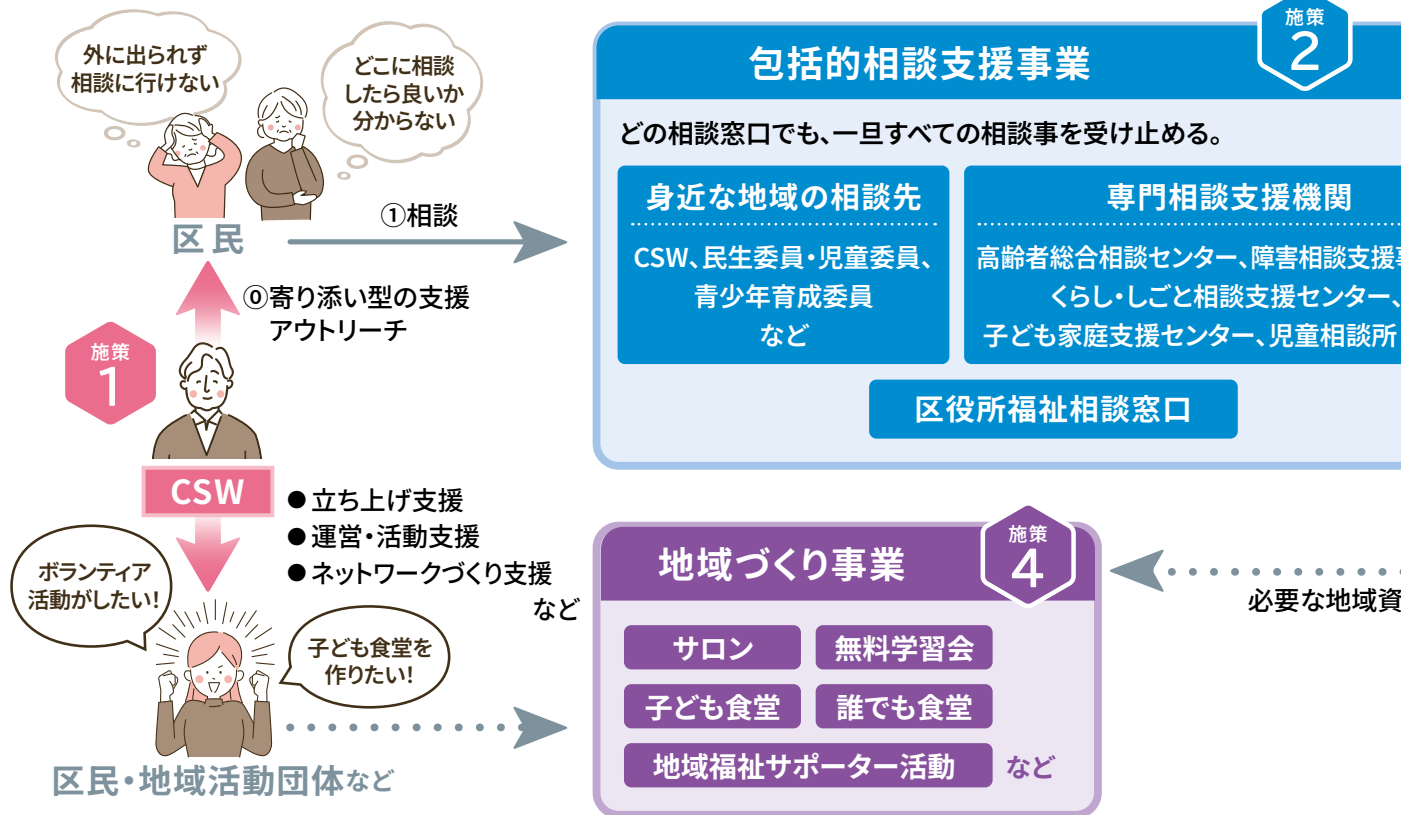 外に出られず
相談に行けない
どこに相談
したら良いか
分からない
区民
①相談
⓪寄り添い型の支援
アウトリーチ
施策
1
CSW
●立ち上げ支援
●運営・活動支援
●ネットワークづくり支援
など
ボランティア
活動がしたい!
子ども食堂を
作りたい!
区民・地域活動団体など
包括的相談支援事業
施策
2
どの相談窓口でも、一旦すべての相談事を受け止める。
身近な地域の相談先
CSW、民生委員・児童委員、
青少年育成委員
など
専門相談支援機関
高齢者総合相談センター、障害相談支援
くらし・しごと相談支援センター、
子ども家庭支援センター、児童相談所
区役所福祉相談窓口
地域づくり事業
施策
4
サロン
無料学習会
子ども食堂
誰でも食堂
地域福祉サポーター活動
など
必要な地域資